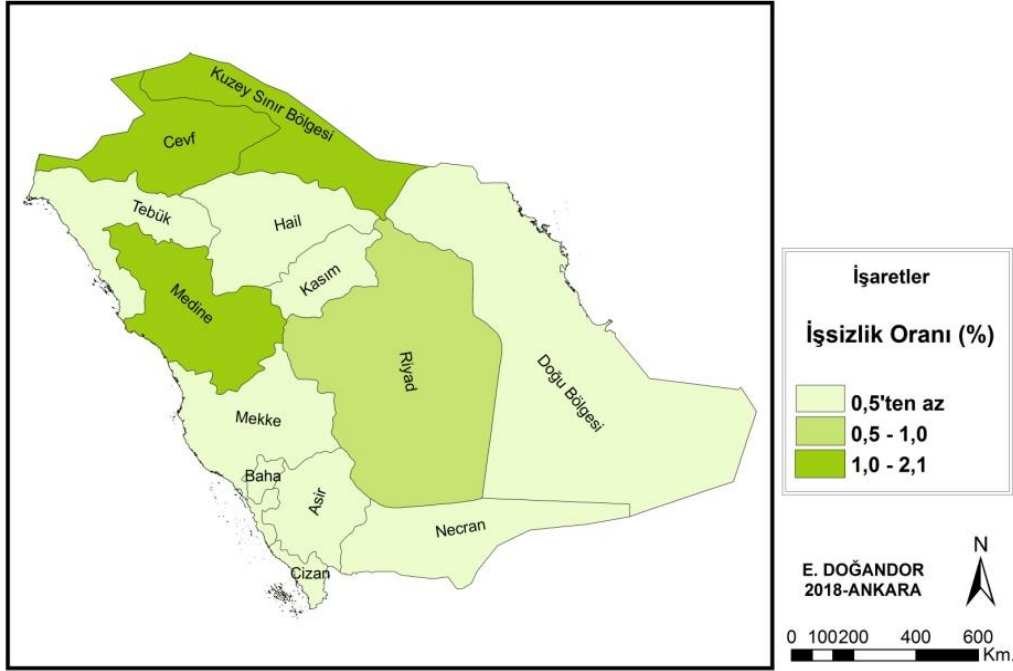 Kuzey Sınır Bölgesi
Cevf
Tebük
Hail
Kasım
Medine
Riyad
Doğu Bölgesi
Mekke
Baha
Asir
Necran
Cizan
İşaretler
İşsizlik Oranı (%)
0,5'ten az
0,5 - 1,0
1,0 - 2,1
E. DOĞANDOR
2018-ANKARA
N
0 100200 400 600
Km.